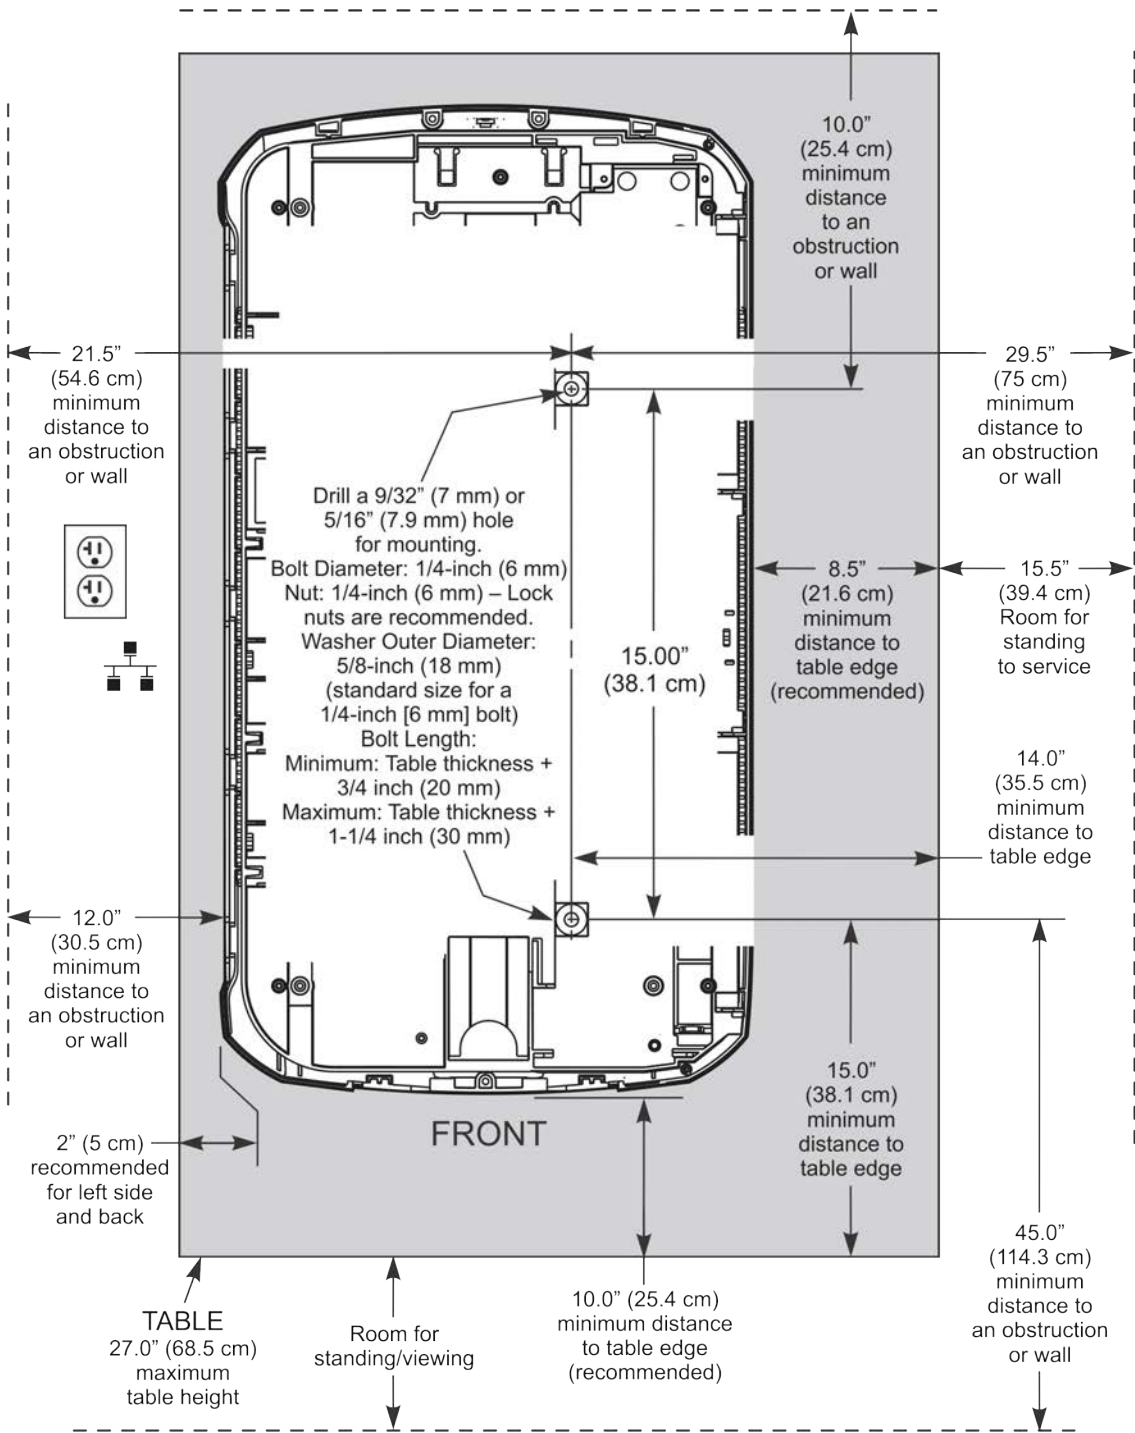 10.0”
(25.4 cm)
minimum
distance
to an
obstruction
or wall
21.5”
(54.6 cm)
minimum
distance to
an obstruction
or wall
29.5”
(75 cm)
minimum
distance to
an obstruction
or wall
Drill a 9/32” (7 mm) or
5/16” (7.9 mm) hole
for mounting.
Bolt Diameter: 1/4-inch (6 mm)
Nut: 1/4-inch (6 mm) – Lock
nuts are recommended.
Washer Outer Diameter:
5/8-inch (18 mm)
(standard size for a
1/4-inch [6 mm] bolt)
Bolt Length:
Minimum: Table thickness +
3/4 inch (20 mm)
Maximum: Table thickness +
1-1/4 inch (30 mm)
15.00”
(38.1 cm)
8.5”
(21.6 cm)
minimum
distance to
table edge
(recommended)
15.5”
(39.4 cm)
Room for
standing
to service
14.0”
(35.5 cm)
minimum
distance to
table edge
12.0”
(30.5 cm)
minimum
distance to
an obstruction
or wall
15.0”
(38.1 cm)
minimum
distance to
table edge
FRONT
2” (5 cm)
recommended
for left side
and back
45.0”
(114.3 cm)
minimum
distance to
an obstruction
or wall
TABLE
27.0” (68.5 cm)
maximum
table height
Room for
standing/viewing
10.0” (25.4 cm)
minimum distance
to table edge
(recommended)